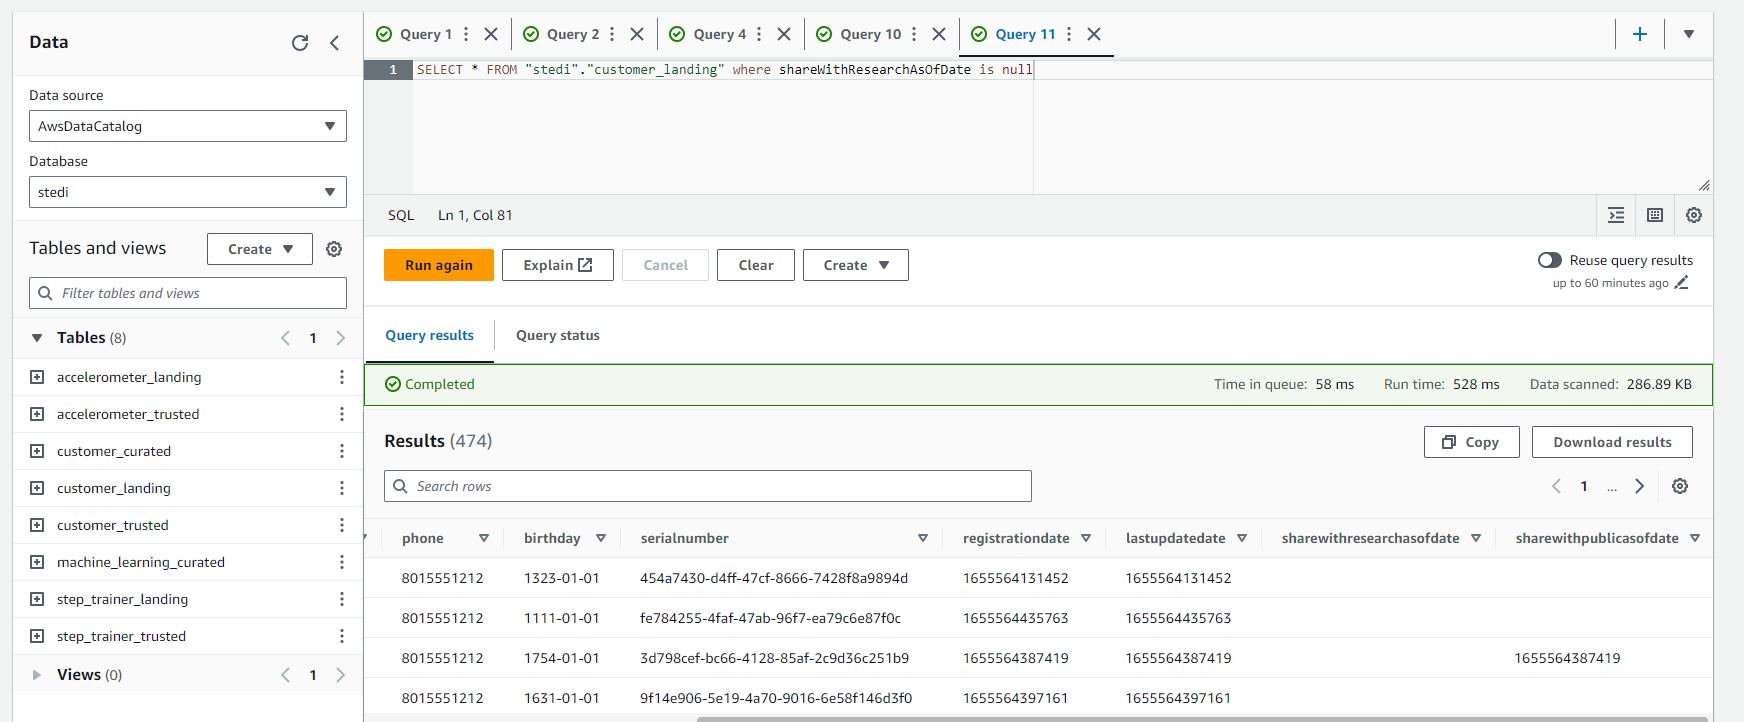 Data
Data source
AwsDataCatalog
Database
stedi
Tables and views
Create
Filter tables and views
Tables (8)
1
accelerometer_landing
accelerometer_trusted
customer_curated
customer_landing
customer_trusted
machine_learning_curated
step_trainer_landing
step_trainer_trusted
Views (0)
1
Query 1
Query 2
Query 4
Query 10
Query 11
1 SELECT * FROM "stedi"."customer_landing" where shareWithResearchAsOfDate is null
SQL Ln 1, Col 81
Run again
Explain
Cancel
Clear
Create
Reuse query results
up to 60 minutes ago
Query results
Query status
Completed
Time in queue: 58 ms
Run time: 528 ms
Data scanned: 286.89 KB
Results (474)
Copy
Download results
Search rows
1 ...
phone birthday serialnumber registrationdate lastupdatedate sharewithresearchasofdate sharewithpublicasofdate
8015551212 1323-01-01 454a7430-d4ff-47cf-8666-7428f8a9894d 1655564131452 1655564131452
8015551212 1111-01-01 fe784255-4faf-47ab-96f7-ea79c6e87f0c 1655564435763 1655564435763
8015551212 1754-01-01 3d798cef-bc66-4128-85af-2c9d36c251b9 1655564387419 1655564387419 1655564387419
8015551212 1631-01-01 9f14e906-5e19-4a70-9016-6e58f146d3f0 1655564397161 1655564397161